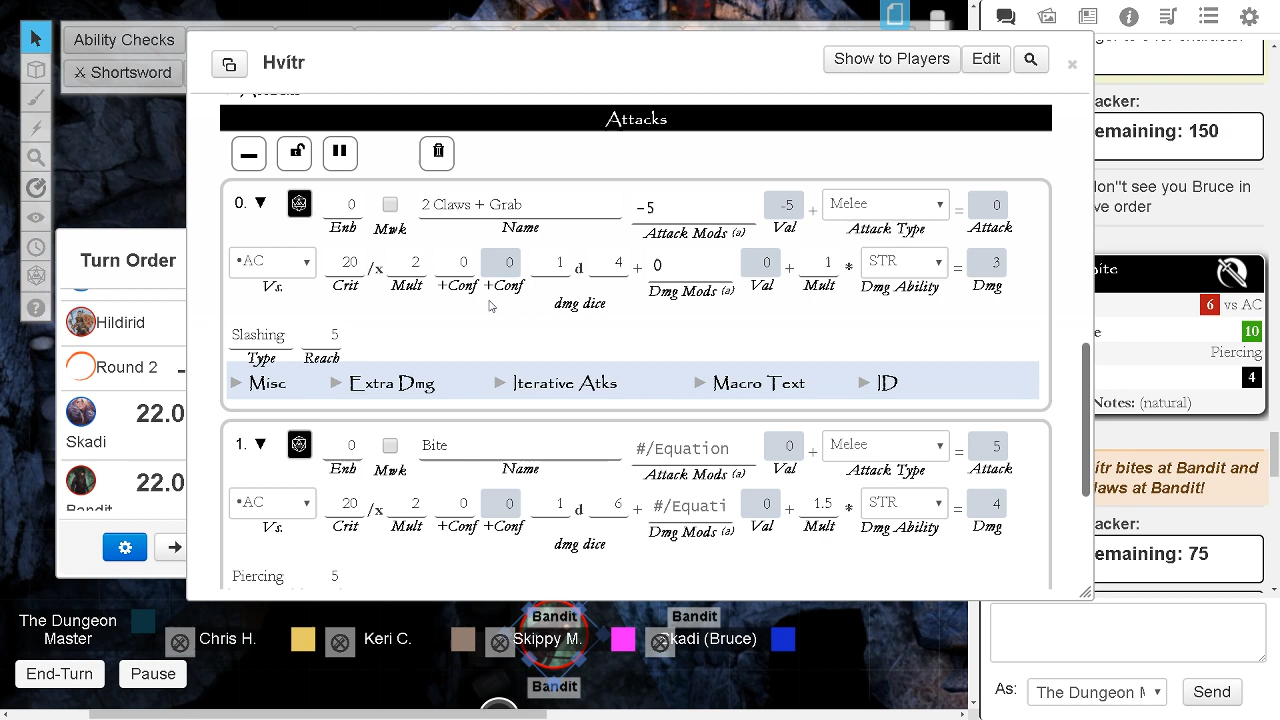 Ability Checks
Shortsword
Hvítr
Show to Players
Edit
Attacks
0.
0
2 Claws + Grab
-5
-5
+
Melee
=
0
Enb
Mwk
Name
Attack Mods (a)
Val
Attack Type
Attack
•AC
20
/x
2
0
0
1
d
4
+
0
0
+
1
*
STR
=
3
Vs.
Crit
Mult
+Conf
+Conf
dmg dice
Dmg Mods (a)
Val
Mult
Dmg Ability
Dmg
Slashing
5
Type
Reach
Misc
Extra Dmg
Iterative Atks
Macro Text
ID
1.
0
Bite
#/Equation
0
+
Melee
=
5
Enb
Mwk
Name
Attack Mods (a)
Val
Attack Type
Attack
•AC
20
/x
2
0
0
1
d
6
+
#/Equati
0
+
1.5
*
STR
=
4
Vs.
Crit
Mult
+Conf
+Conf
dmg dice
Dmg Mods (a)
Val
Mult
Dmg Ability
Dmg
Piercing
5
Turn Order
Hildirid
Round 2
22.0
Skadi
22.0
Bandit
acker:
emaining: 150
lon"t see you Bruce in
ve order
ite
6 vs AC
e
10
Piercing
4
Notes: (natural)
ítr bites at Bandit and
laws at Bandit!
acker:
emaining: 75
The Dungeon
Master
Chris H.
Keri C.
Skippy M.
Skadi (Bruce)
Bandit
Bandit
Bandit
End-Turn
Pause
As:
The Dungeon M
Send